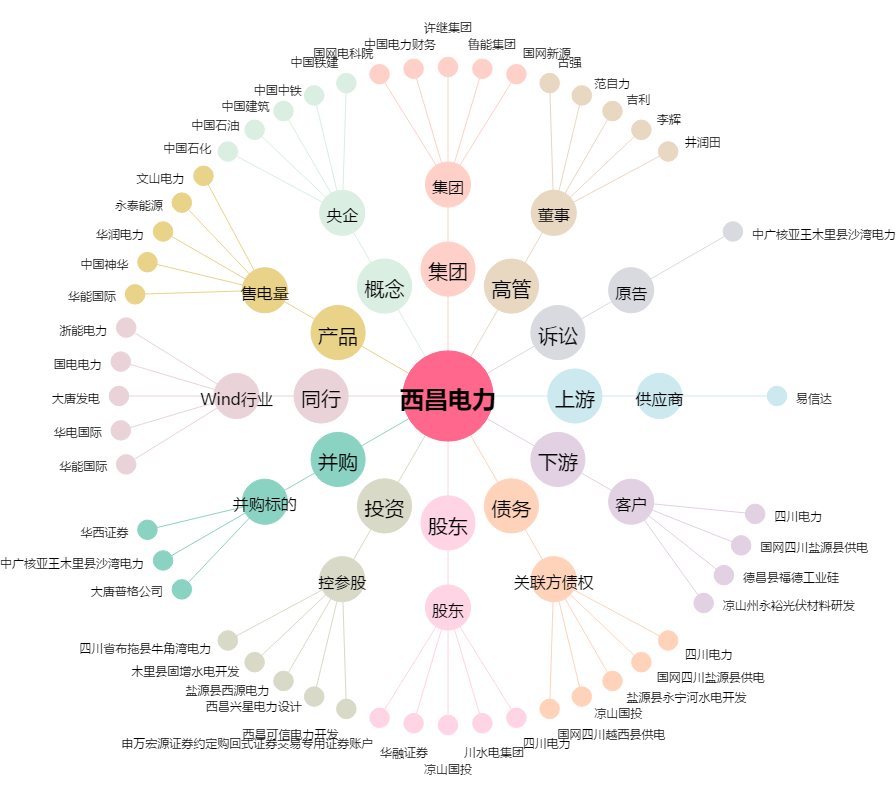 许继集团
中国电力财务
鲁能集团
国网电科院
国网新源
中国铁建
占强
范自力
中国中铁
吉利
中国建筑
李辉
中国石油
井润田
中国石化
文山电力
集团
永泰能源
央企
董事
华润电力
中广核亚王木里县沙湾电力
中国神华
集团
概念
高管
售电量
原告
华能国际
浙能电力
产品
诉讼
国电电力
大唐发电
Wind行业
同行
西昌电力
上游
供应商
易信达
华电国际
华能国际
并购
下游
并购标的
投资
股东
债务
客户
四川电力
华西证券
国网四川盐源县供电
中广核亚王木里县沙湾电力
德昌县福德工业硅
大唐普格公司
控参股
关联方债权
凉山州永裕光伏材料研发
股东
四川省布拖县牛角湾电力
四川电力
木里县固增水电开发
国网四川盐源县供电
盐源县西源电力
盐源县永宁河水电开发
西昌兴星电力设计
凉山国投
西昌可信电力开发
国网四川越西县供电
申万宏源证券约定购回式证券交易专用证券账户
四川电力
华融证券
川水电集团
凉山国投